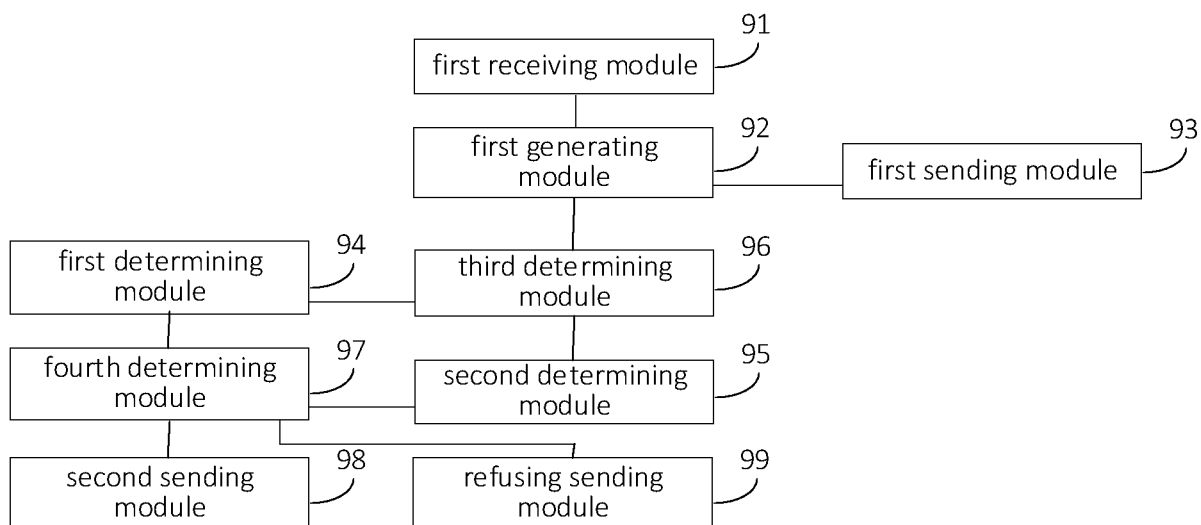 91
first receiving module
92
first generating
module
93
first sending module
94
first determining
module
96
third determining
module
97
fourth determining
module
95
second determining
module
98
second sending
module
99
refusing sending
module